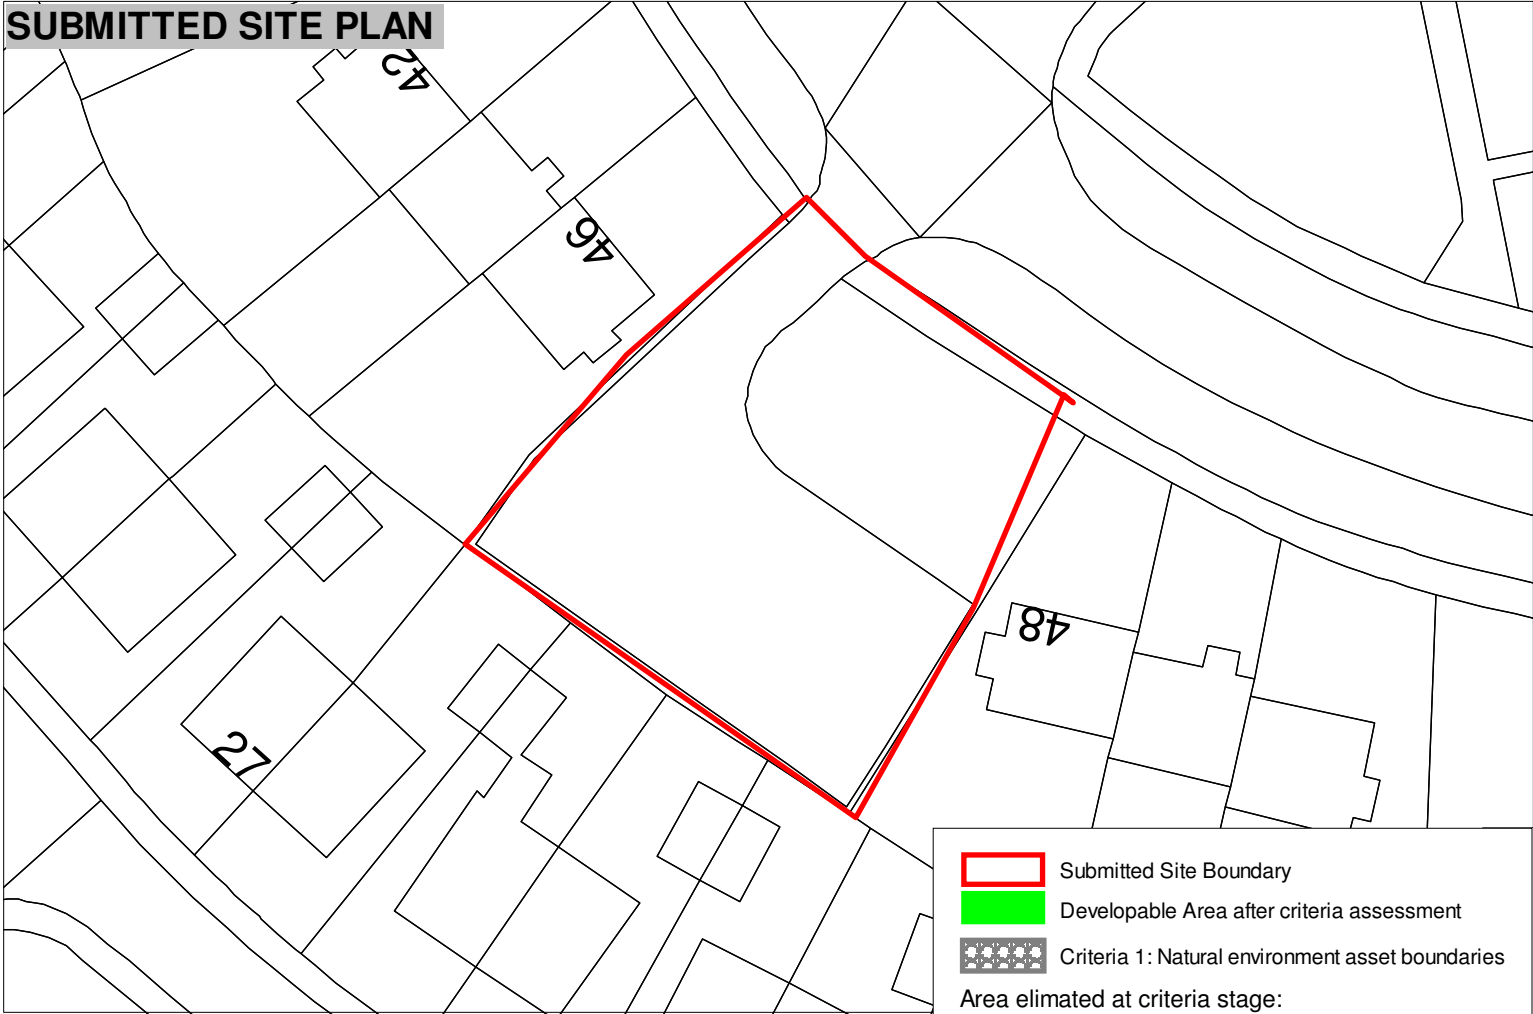 SUBMITTED SITE PLAN
42
46
48
27
Submitted Site Boundary
Developable Area after criteria assessment
Criteria 1: Natural environment asset boundaries
Area elimated at criteria stage: